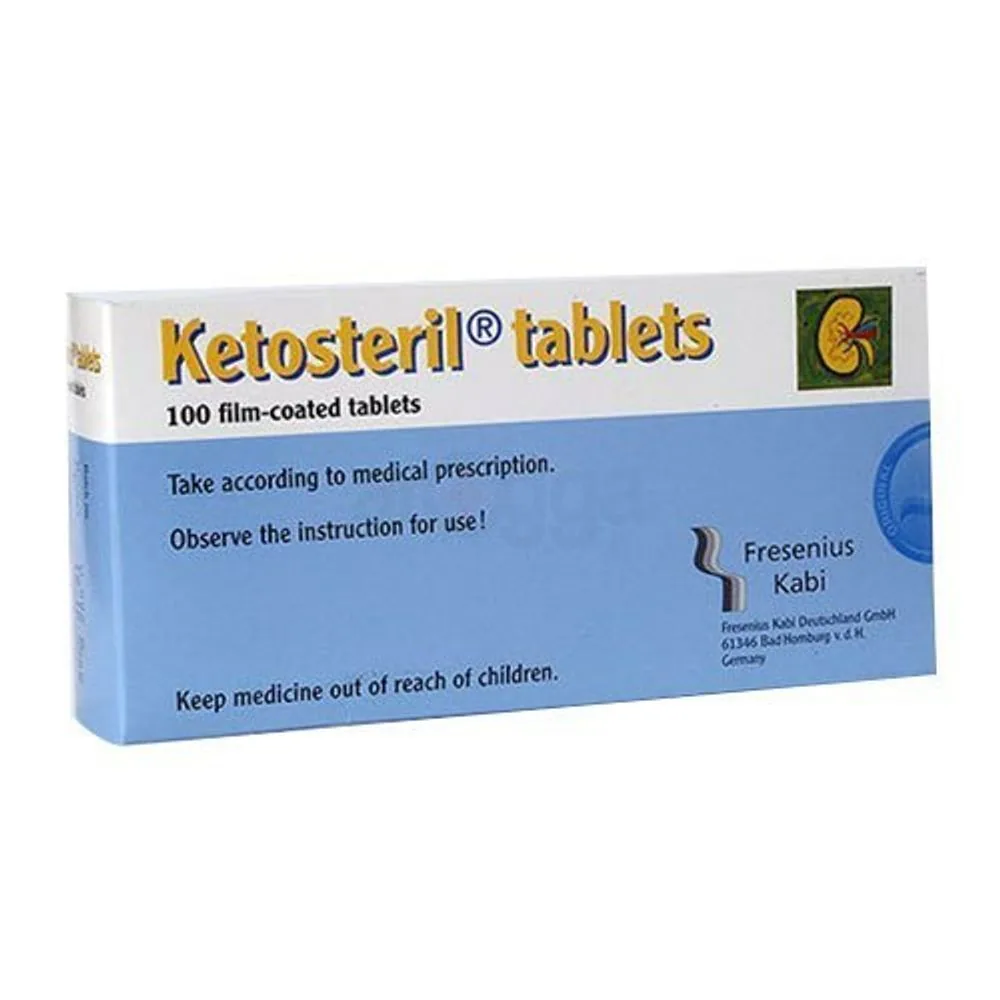 Ketosteril® tablets
100 film-coated tablets
Take according to medical prescription.
Observe the instruction for use!
Keep medicine out of reach of children.
ORIGINAL
Fresenius
Kabi
Fresenius Kabi Deutschland GmbH
61346 Bad Homburg v. d. H.
Germany